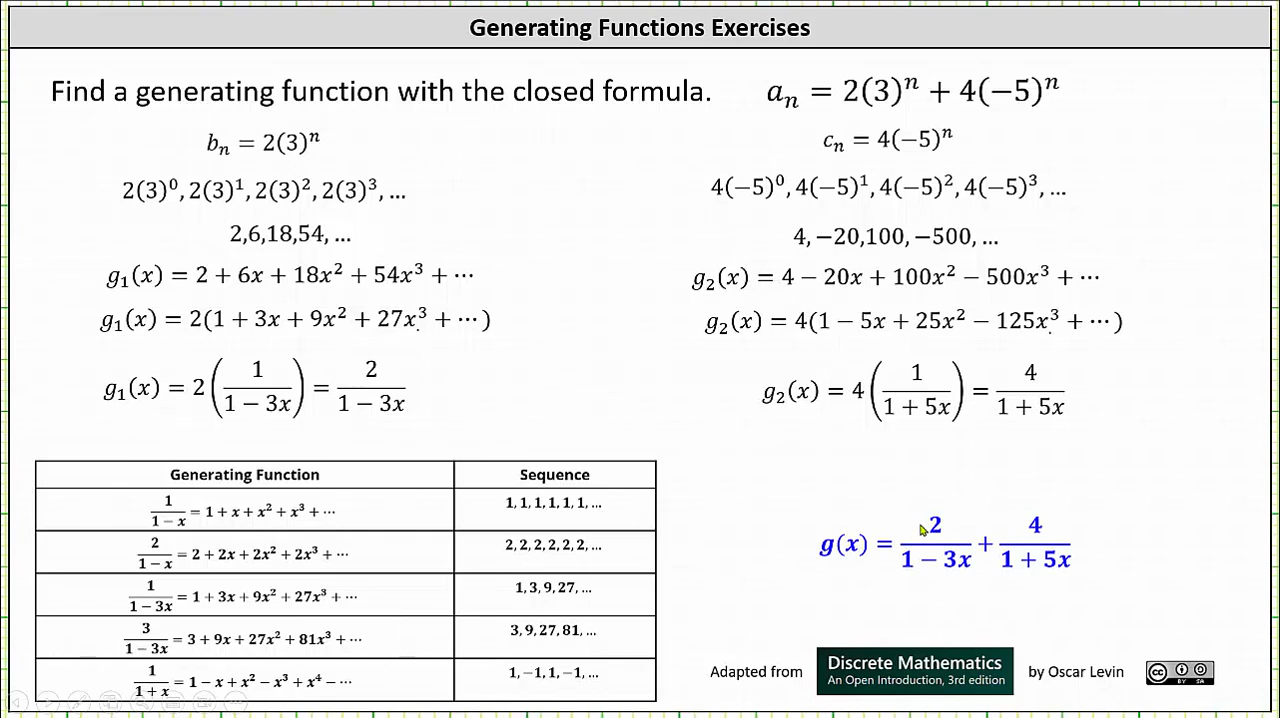 Generating Functions Exercises
Find a generating function with the closed formula. aₙ = 2(3)ⁿ + 4(−5)ⁿ
bₙ = 2(3)ⁿ
2(3)⁰, 2(3)¹, 2(3)², 2(3)³, ...
2,6,18,54, ...
g₁(x) = 2 + 6x + 18x² + 54x³ + ⋯
g₁(x) = 2(1 + 3x + 9x² + 27x³ + ⋯)
g₁(x) = 2(1/(1 − 3x)) = 2/(1 − 3x)
cₙ = 4(−5)ⁿ
4(−5)⁰, 4(−5)¹, 4(−5)², 4(−5)³, ...
4, −20,100, −500, ...
g₂(x) = 4 − 20x + 100x² − 500x³ + ⋯
g₂(x) = 4(1 − 5x + 25x² − 125x³ + ⋯)
g₂(x) = 4(1/(1 + 5x)) = 4/(1 + 5x)
Generating Function Sequence
1/(1 − x) = 1 + x + x² + x³ + ⋯ 1, 1, 1, 1, 1, 1, ...
2/(1 − x) = 2 + 2x + 2x² + 2x³ + ⋯ 2, 2, 2, 2, 2, 2, ...
1/(1 − 3x) = 1 + 3x + 9x² + 27x³ + ⋯ 1, 3, 9, 27, ...
3/(1 − 3x) = 3 + 9x + 27x² + 81x³ + ⋯ 3, 9, 27, 81, ...
1/(1 + x) = 1 − x + x² − x³ + x⁴ − ⋯ 1, −1, 1, −1, ...
g(x) = 2/(1 − 3x) + 4/(1 + 5x)
Adapted from Discrete Mathematics by Oscar Levin
An Open Introduction, 3rd edition
cc BY SA